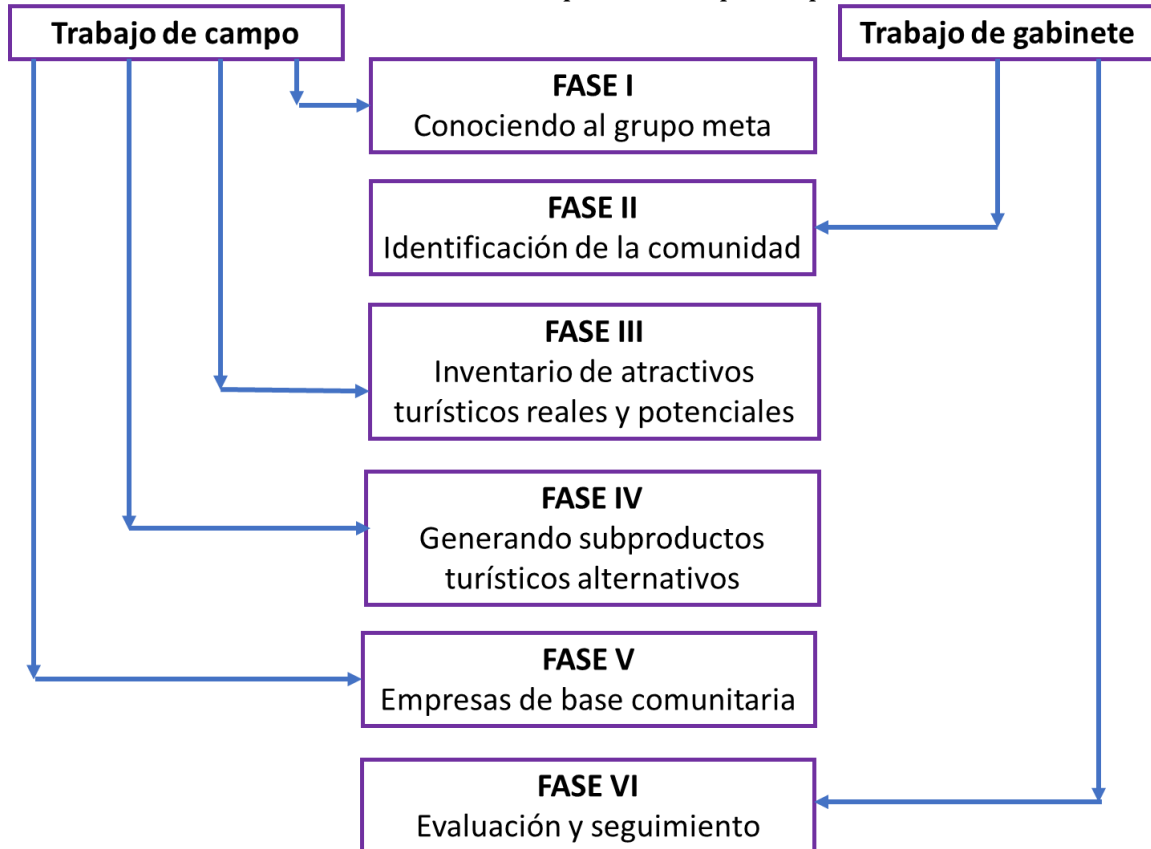 Trabajo de campo
Trabajo de gabinete
FASE I
Conociendo al grupo meta
FASE II
Identificación de la comunidad
FASE III
Inventario de atractivos
turísticos reales y potenciales
FASE IV
Generando subproductos
turísticos alternativos
FASE V
Empresas de base comunitaria
FASE VI
Evaluación y seguimiento